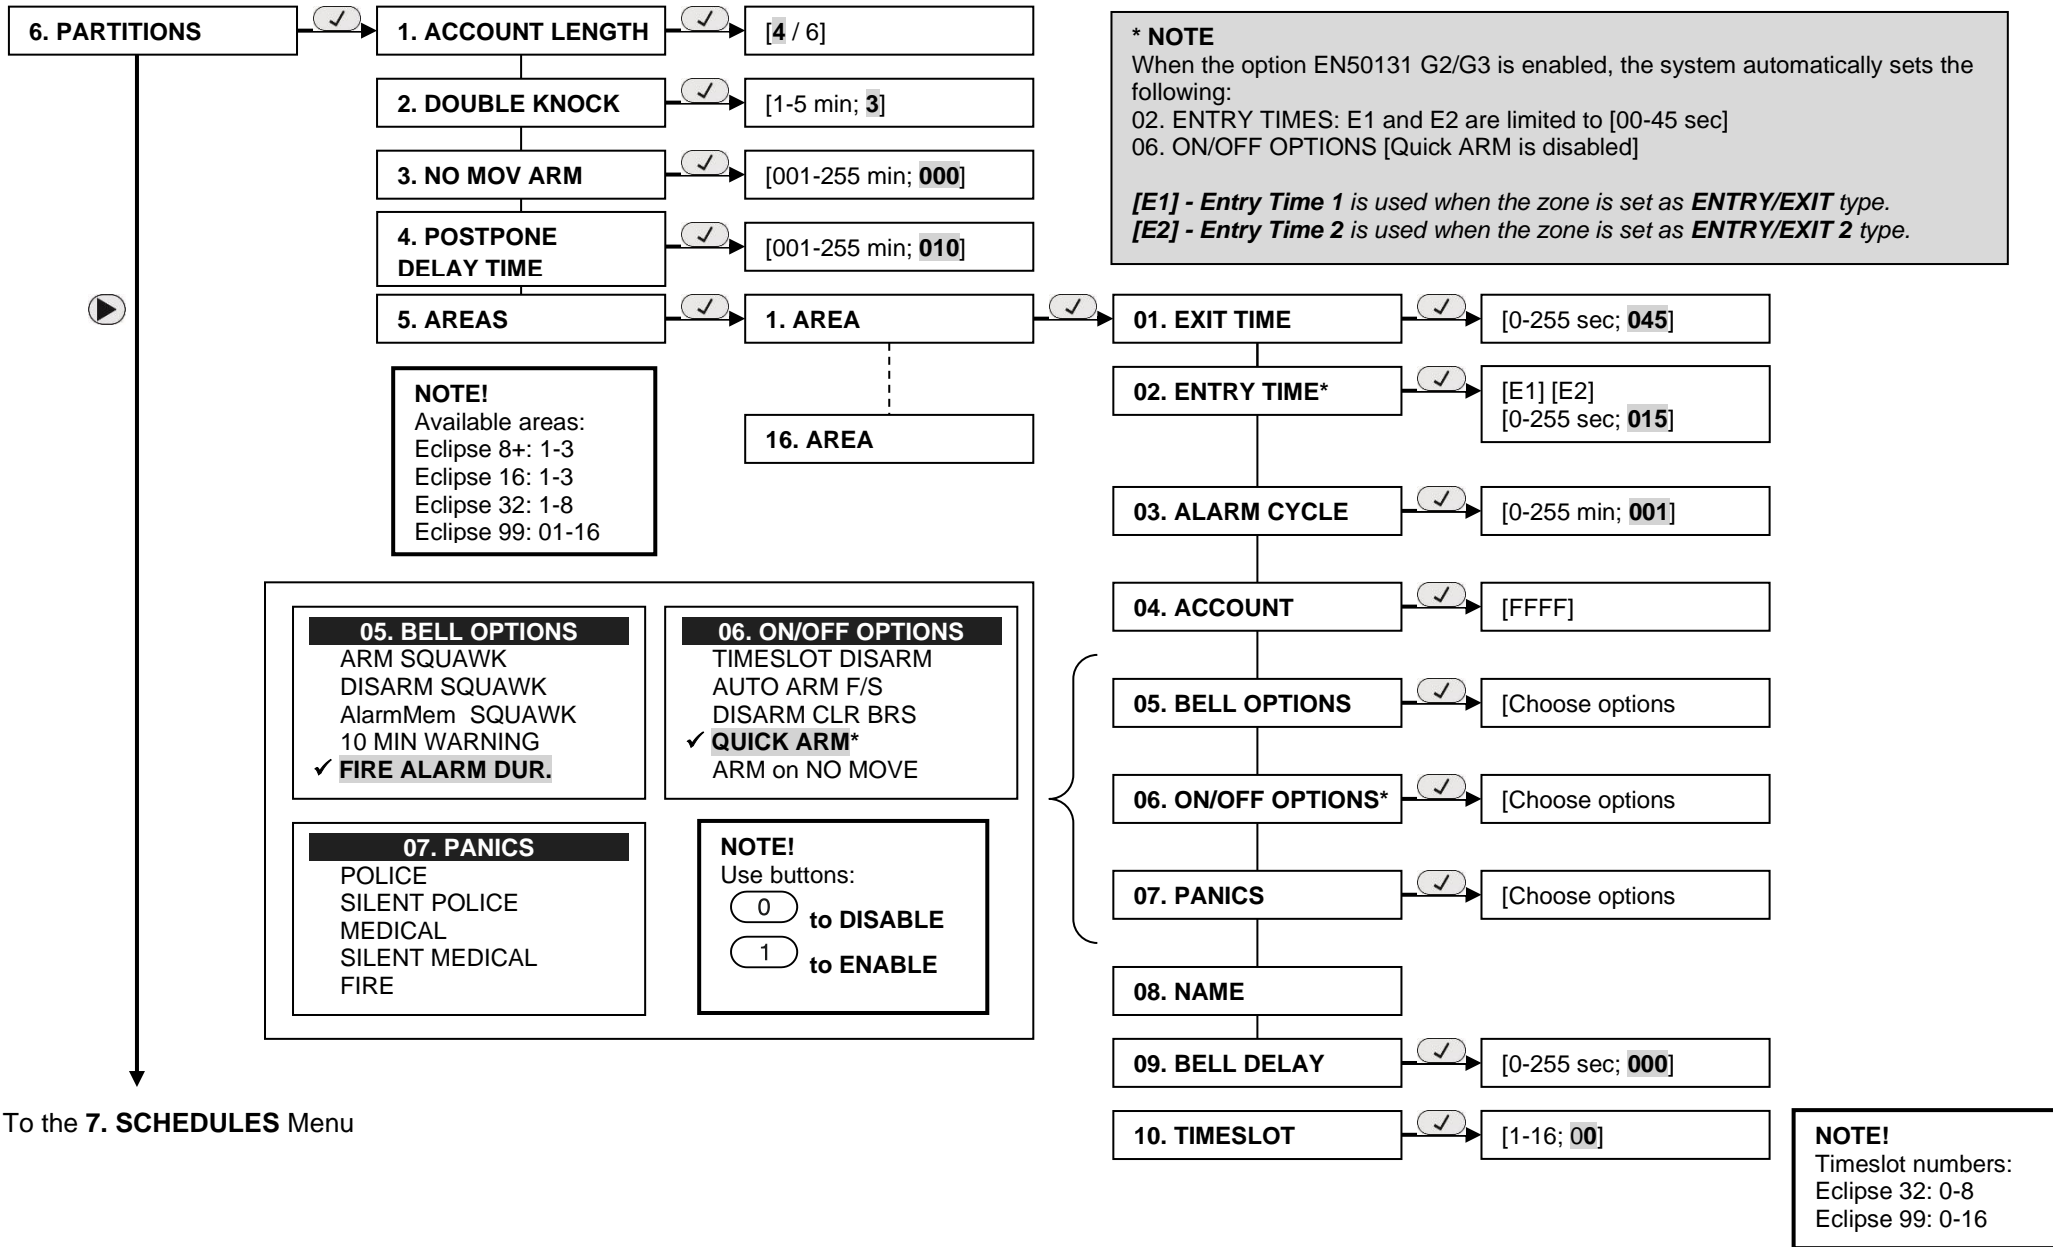 6. PARTITIONS
1. ACCOUNT LENGTH
[4 / 6]
2. DOUBLE KNOCK
[1-5 min; 3]
3. NO MOV ARM
[001-255 min; 000]
4. POSTPONE
DELAY TIME
[001-255 min; 010]
5. AREAS
1. AREA
16. AREA
* NOTE
When the option EN50131 G2/G3 is enabled, the system automatically sets the
following:
02. ENTRY TIMES: E1 and E2 are limited to [00-45 sec]
06. ON/OFF OPTIONS [Quick ARM is disabled]
[E1] - Entry Time 1 is used when the zone is set as ENTRY/EXIT type.
[E2] - Entry Time 2 is used when the zone is set as ENTRY/EXIT 2 type.
01. EXIT TIME
[0-255 sec; 045]
02. ENTRY TIME*
[E1] [E2]
[0-255 sec; 015]
03. ALARM CYCLE
[0-255 min; 001]
04. ACCOUNT
[FFFF]
05. BELL OPTIONS
[Choose options
06. ON/OFF OPTIONS*
[Choose options
07. PANICS
[Choose options
08. NAME
09. BELL DELAY
[0-255 sec; 000]
10. TIMESLOT
[1-16; 00]
NOTE!
Available areas:
Eclipse 8+: 1-3
Eclipse 16: 1-3
Eclipse 32: 1-8
Eclipse 99: 01-16
05. BELL OPTIONS
ARM SQUAWK
DISARM SQUAWK
AlarmMem SQUAWK
10 MIN WARNING
✓ FIRE ALARM DUR.
06. ON/OFF OPTIONS
TIMESLOT DISARM
AUTO ARM F/S
DISARM CLR BRS
✓ QUICK ARM*
ARM on NO MOVE
07. PANICS
POLICE
SILENT POLICE
MEDICAL
SILENT MEDICAL
FIRE
NOTE!
Use buttons:
0 to DISABLE
1 to ENABLE
To the 7. SCHEDULES Menu
NOTE!
Timeslot numbers:
Eclipse 32: 0-8
Eclipse 99: 0-16